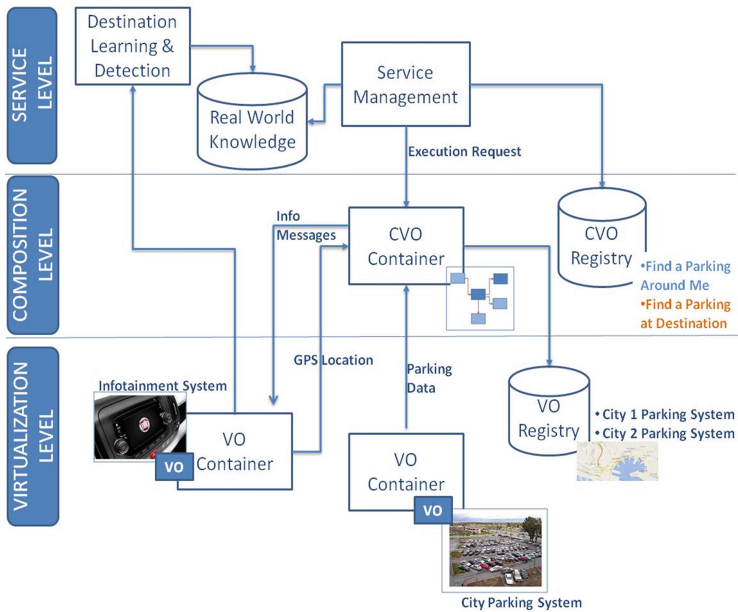 SERVICE
LEVEL
Destination
Learning &
Detection
Real World
Knowledge
Service
Management
Execution Request
COMPOSITION
LEVEL
Info
Messages
CVO
Container
CVO
Registry
•Find a Parking
Around Me
•Find a Parking
at Destination
VIRTUALIZATION
LEVEL
GPS Location
Parking
Data
Infotainment System
VO
Container
VO
VO
Container
VO
VO
Registry
• City 1 Parking System
• City 2 Parking System
City Parking System